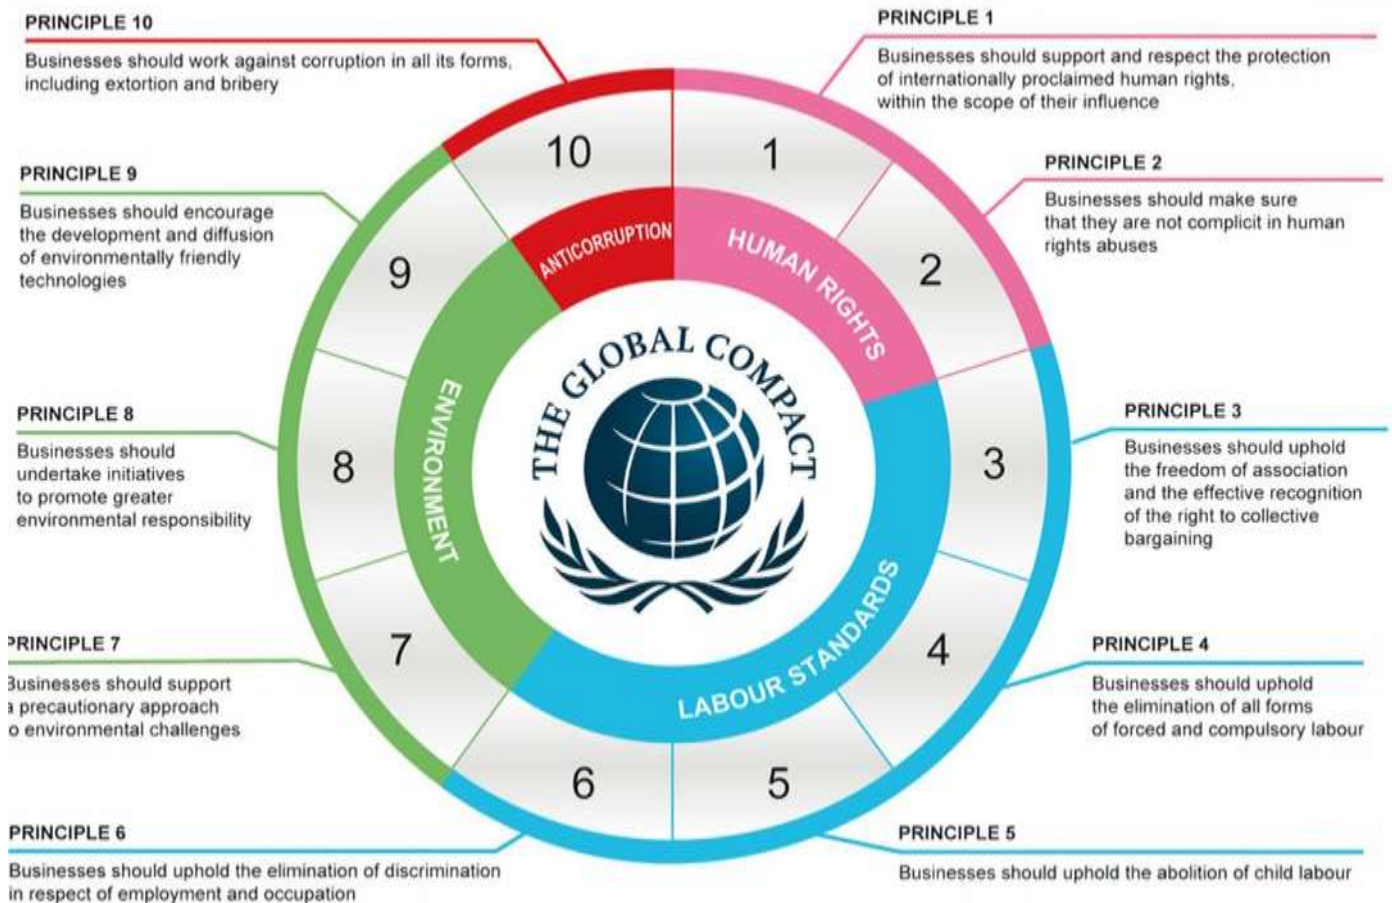 PRINCIPLE 10
Businesses should work against corruption in all its forms,
including extortion and bribery
PRINCIPLE 1
Businesses should support and respect the protection
of internationally proclaimed human rights,
within the scope of their influence
PRINCIPLE 9
Businesses should encourage
the development and diffusion
of environmentally friendly
technologies
PRINCIPLE 2
Businesses should make sure
that they are not complicit in human
rights abuses
PRINCIPLE 8
Businesses should
undertake initiatives
to promote greater
environmental responsibility
PRINCIPLE 3
Businesses should uphold
the freedom of association
and the effective recognition
of the right to collective
bargaining
PRINCIPLE 7
Businesses should support
a precautionary approach
o environmental challenges
PRINCIPLE 4
Businesses should uphold
the elimination of all forms
of forced and compulsory labour
PRINCIPLE 6
Businesses should uphold the elimination of discrimination
in respect of employment and occupation
PRINCIPLE 5
Businesses should uphold the abolition of child labour
10
1
9
2
8
3
7
4
6
5
ANTICORRUPTION
HUMAN RIGHTS
ENVIRONMENT
LABOUR STANDARDS
THE GLOBAL COMPACT